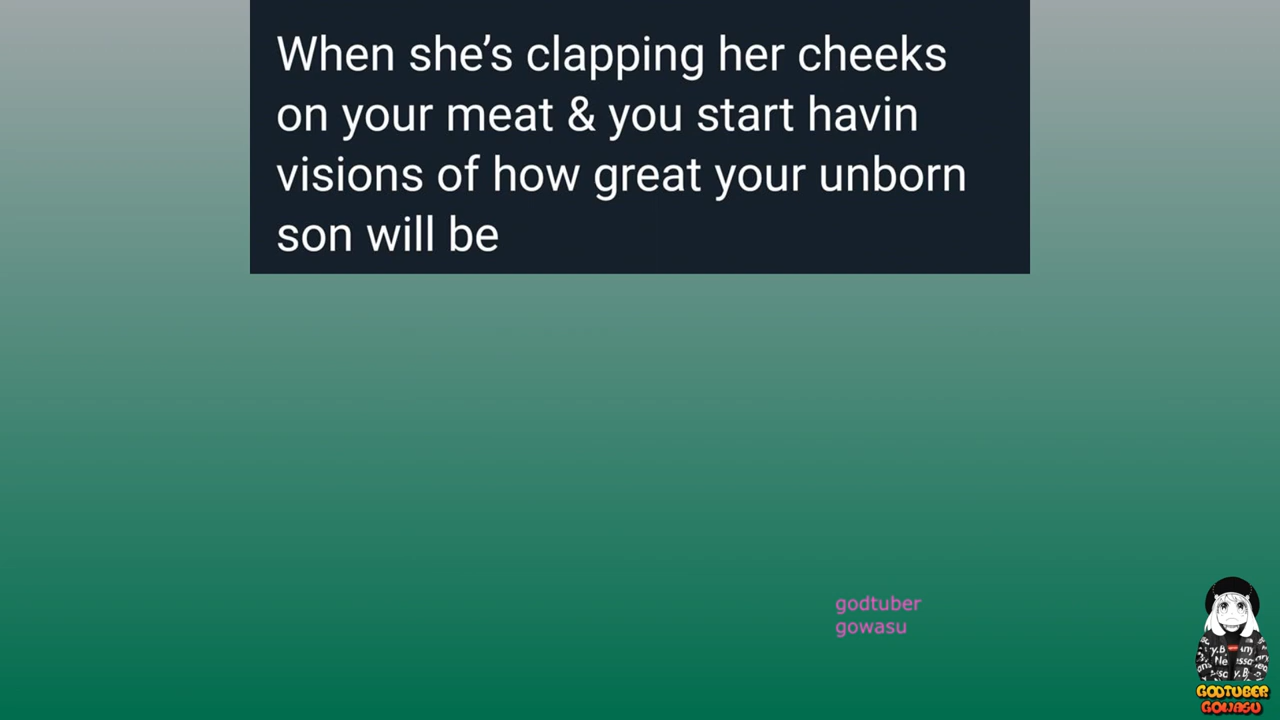 When she’s clapping her cheeks
on your meat & you start havin
visions of how great your unborn
son will be
godtuber
gowasu
GODTUBER
GOWASU